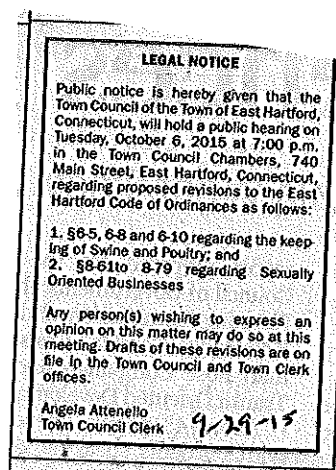 LEGAL NOTICE
Public notice is hereby given that the
Town Council of the Town of East Hartford,
Connecticut, will hold a public hearing on
Tuesday, October 6, 2015 at 7:00 p.m.
in the Town Council Chambers, 740
Main Street, East Hartford, Connecticut,
regarding proposed revisions to the East
Hartford Code of Ordinances as follows:
1. §6-5, 6-8 and 6-10 regarding the keep-
ing of Swine and Poultry; and
2. §8-61to 8-79 regarding Sexually
Oriented Businesses
Any person(s) wishing to express an
opinion on this matter may do so at this
meeting. Drafts of these revisions are on
file in the Town Council and Town Clerk
offices.
Angela Attenello
Town Council Clerk 9-29-15